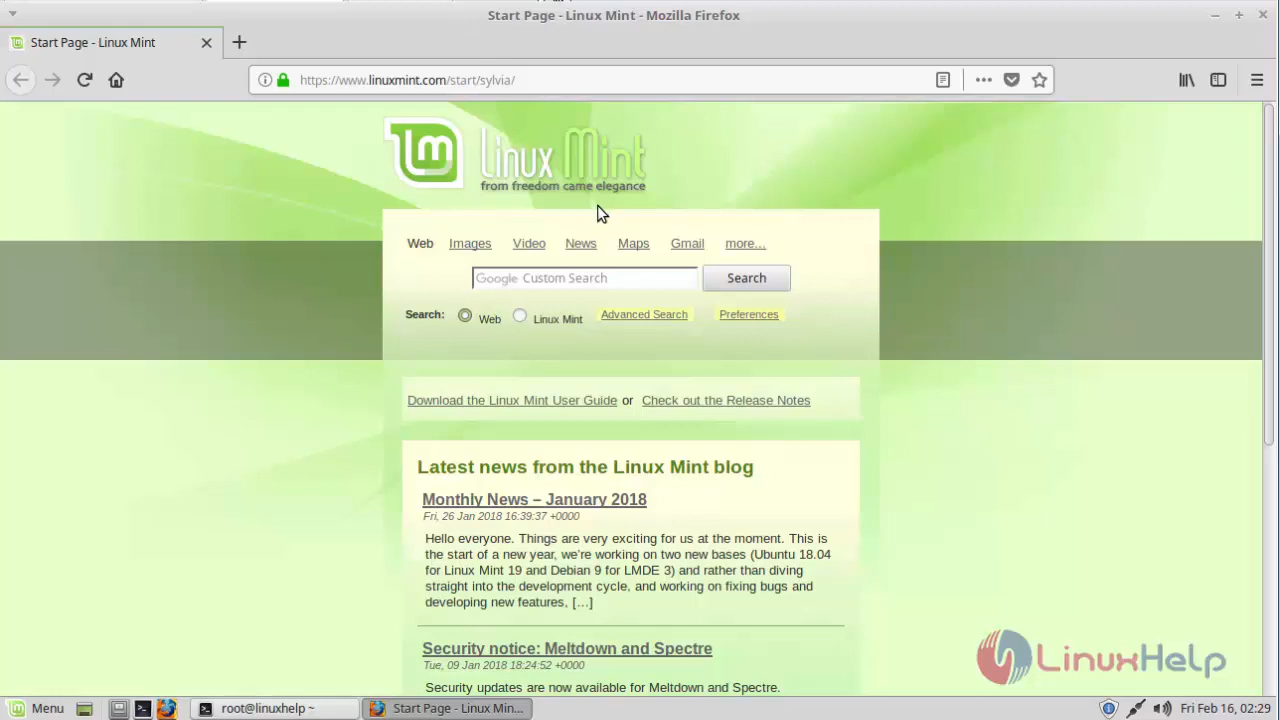 Start Page - Linux Mint - Mozilla Firefox
Start Page - Linux Mint
https://www.linuxmint.com/start/sylvia/
lm Linux Mint
from freedom came elegance
Web Images Video News Maps Gmail more...
Google Custom Search Search
Search: Web Linux Mint Advanced Search Preferences
Download the Linux Mint User Guide or Check out the Release Notes
Latest news from the Linux Mint blog
Monthly News – January 2018
Fri, 26 Jan 2018 16:39:37 +0000
Hello everyone. Things are very exciting for us at the moment. This is
the start of a new year, we're working on two new bases (Ubuntu 18.04
for Linux Mint 19 and Debian 9 for LMDE 3) and rather than diving
straight into the development cycle, and working on fixing bugs and
developing new features, […]
Security notice: Meltdown and Spectre
Tue, 09 Jan 2018 18:24:52 +0000
Security updates are now available for Meltdown and Spectre.
LinuxHelp
Menu root@linuxhelp ~ Start Page - Linux Min... Fri Feb 16, 02:29